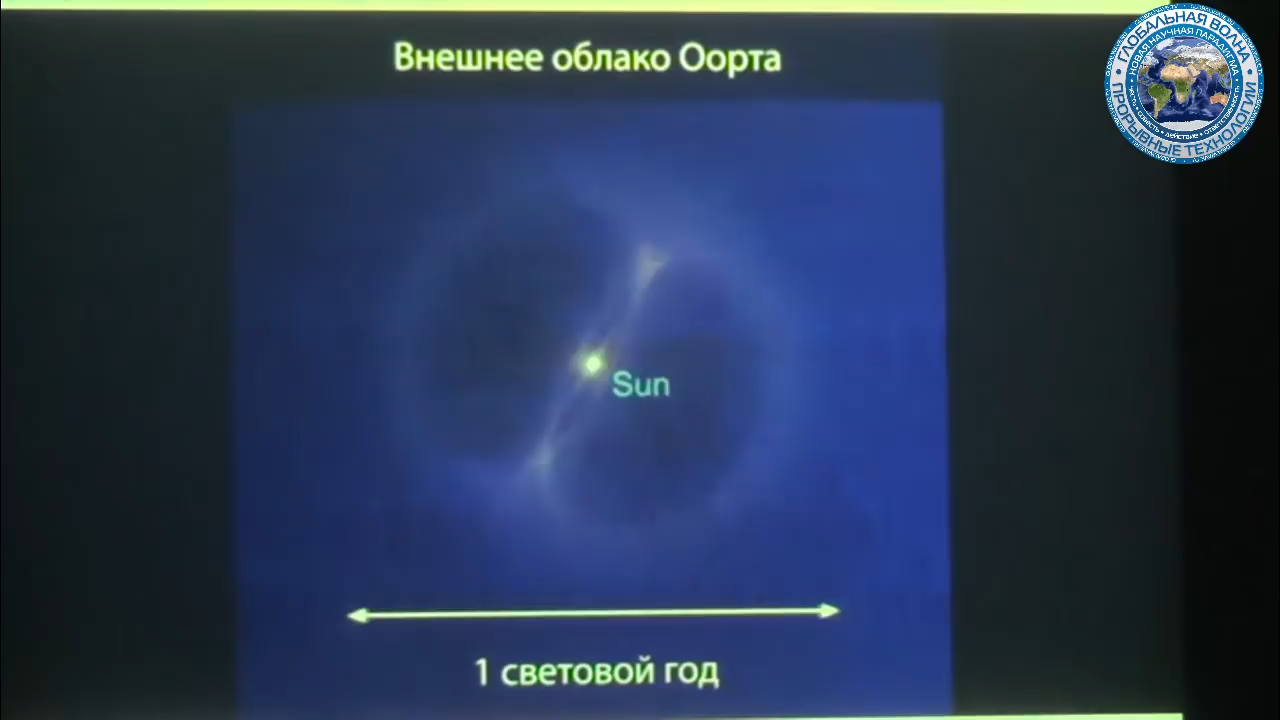 Внешнее облако Оорта
ГЛОБАЛЬНАЯ ВОЛНА
НОВАЯ НАУЧНАЯ ПАРАДИГМА
ПРОРЫВНЫЕ ТЕХНОЛОГИИ
Sun
1 световой год